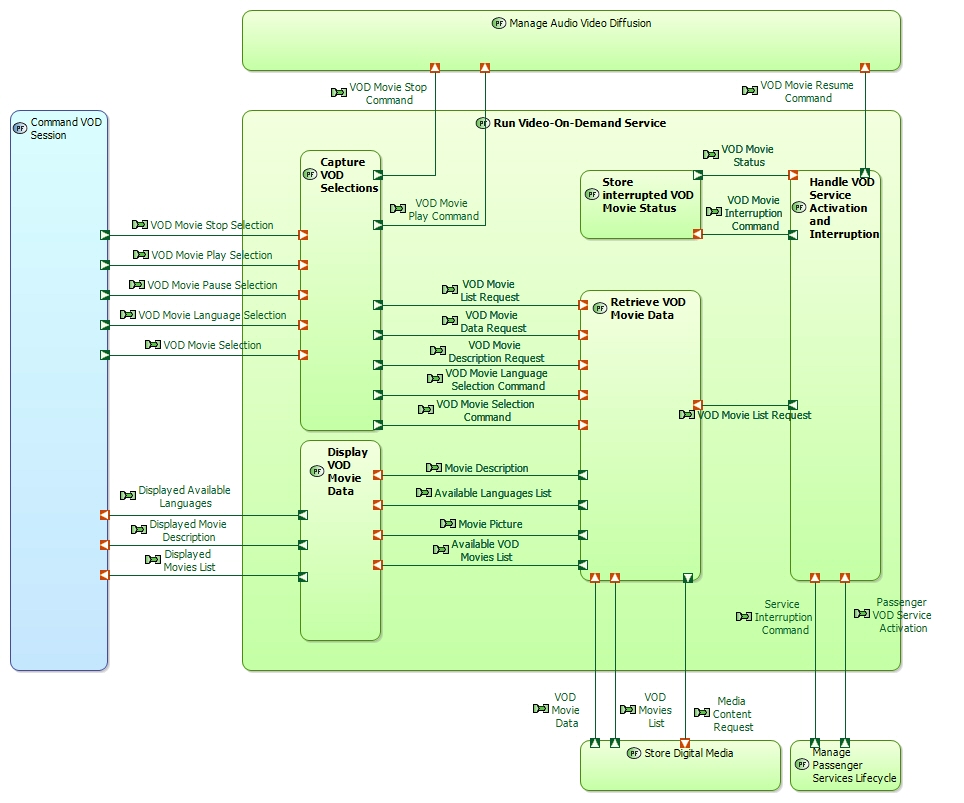 Manage Audio Video Diffusion
VOD Movie Stop
Command
VOD Movie Resume
Command
Command VOD
Session
Run Video-On-Demand Service
Capture
VOD
Selections
VOD Movie
Status
Store
interrupted VOD
Movie Status
Handle VOD
Service
Activation
and
Interruption
VOD Movie
Play Command
VOD Movie
Interruption
Command
VOD Movie Stop Selection
VOD Movie Play Selection
VOD Movie Pause Selection
VOD Movie Language Selection
VOD Movie Selection
VOD Movie
List Request
VOD Movie
Data Request
VOD Movie
Description Request
VOD Movie Language
Selection Command
VOD Movie Selection
Command
Retrieve VOD
Movie Data
VOD Movie List Request
Display
VOD
Movie
Data
Movie Description
Available Languages List
Movie Picture
Available VOD
Movies List
Displayed Available
Languages
Displayed Movie
Description
Displayed
Movies List
Service
Interruption
Command
Passenger
VOD Service
Activation
VOD
Movie
Data
VOD
Movies
List
Media
Content
Request
Store Digital Media
Manage
Passenger
Services Lifecycle
PF
PF
PF
PF
PF
PF
PF
PF
PF
PF